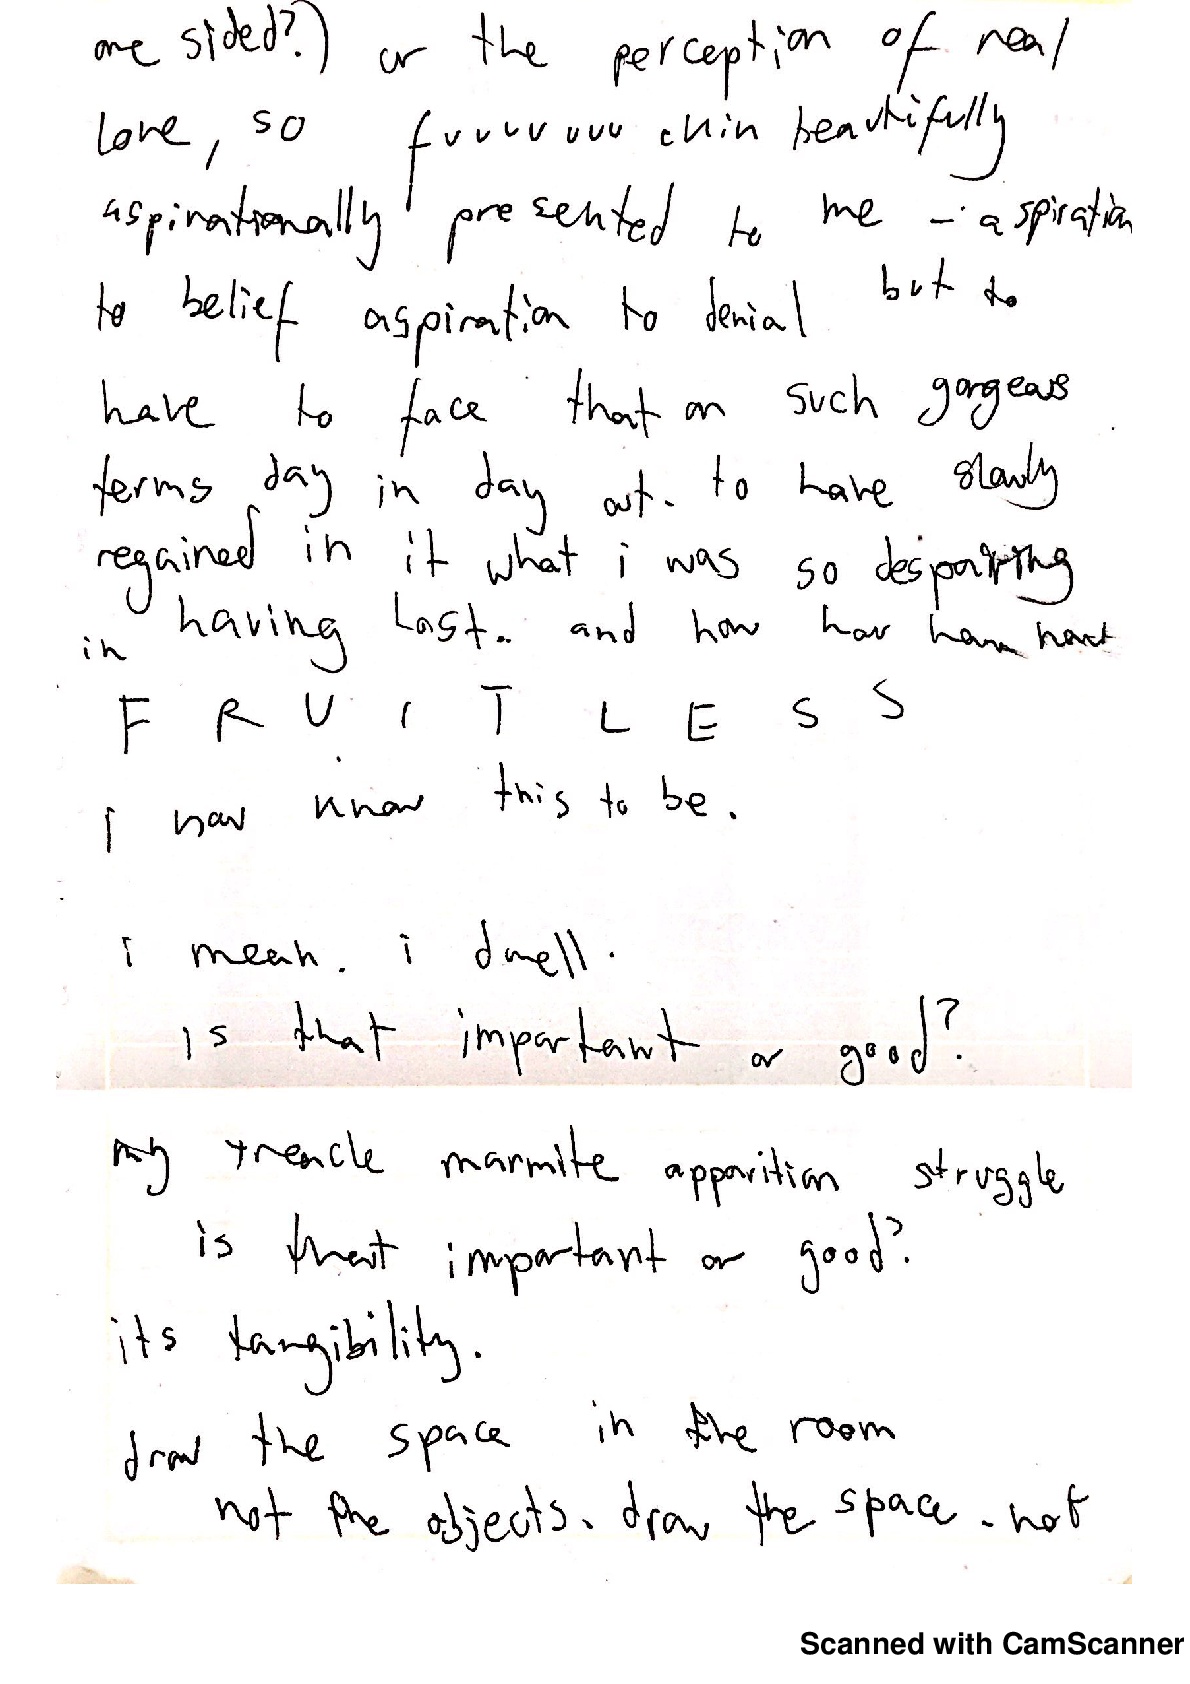 one sided?) or the perception of real
love, so fuuuuuuu chin beautifully
aspirationally presented to me - aspiration
to belief aspiration to denial but to
have to face that on such gorgeous
terms day in day out. to have slowly
regained in it what i was so despairing
in having lost.. and how how how
F R U I T L E S S
i now know this to be.
i mean. i dwell.
is that important or good?
my treacle marmite apparition struggle
is that important or good?
its tangibility.
draw the space in the room
not the objects. draw the space. not
Scanned with CamScanner